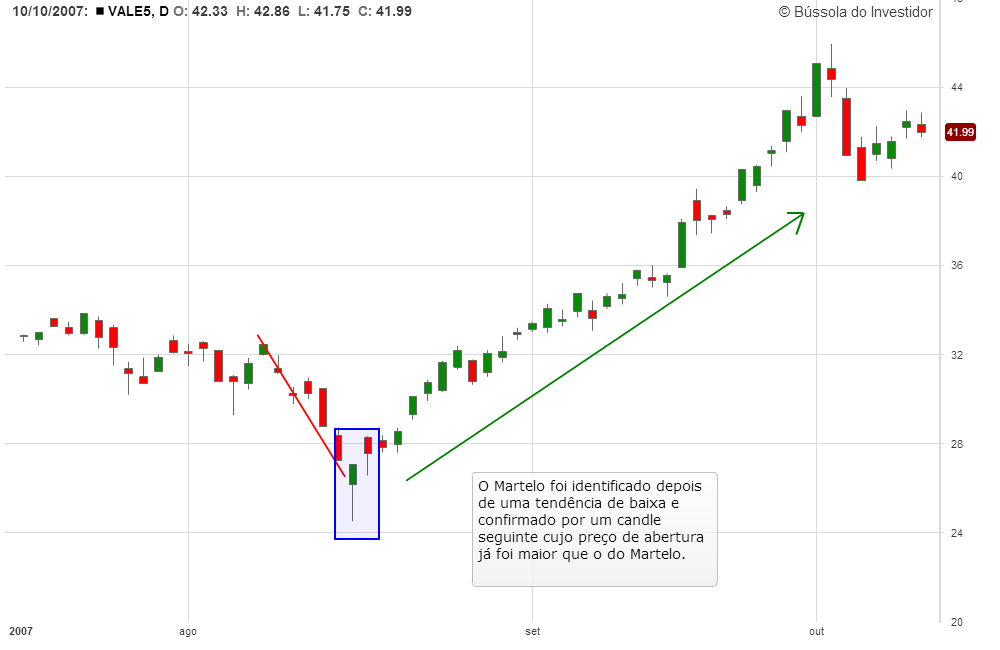 10/10/2007: ■ VALE5, D O: 42.33 H: 42.86 L: 41.75 C: 41.99
© Bússola do Investidor
44
41.99
40
36
32
28
O Martelo foi identificado depois
de uma tendência de baixa e
confirmado por um candle
seguinte cujo preço de abertura
já foi maior que o do Martelo.
24
20
2007 ago set out